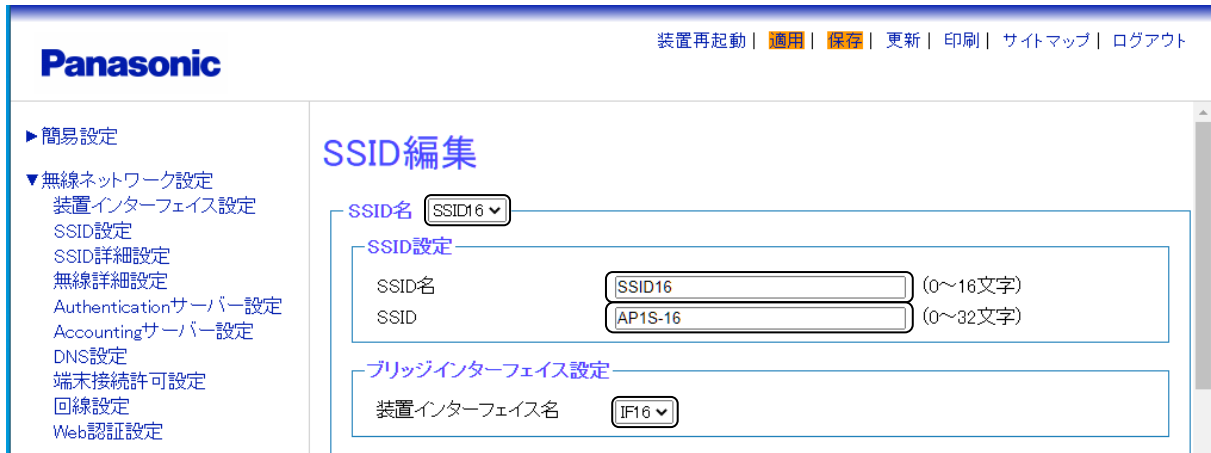 装置再起動| 適用| 保存| 更新| 印刷| サイトマップ| ログアウト
Panasonic
▶簡易設定
▼無線ネットワーク設定
装置インターフェイス設定
SSID設定
SSID詳細設定
無線詳細設定
Authenticationサーバー設定
Accountingサーバー設定
DNS設定
端末接続許可設定
回線設定
Web認証設定
SSID編集
SSID名 SSID16
SSID設定
SSID名 SSID16 (0～16文字)
SSID AP1S-16 (0～32文字)
ブリッジインターフェイス設定
装置インターフェイス名 IF16